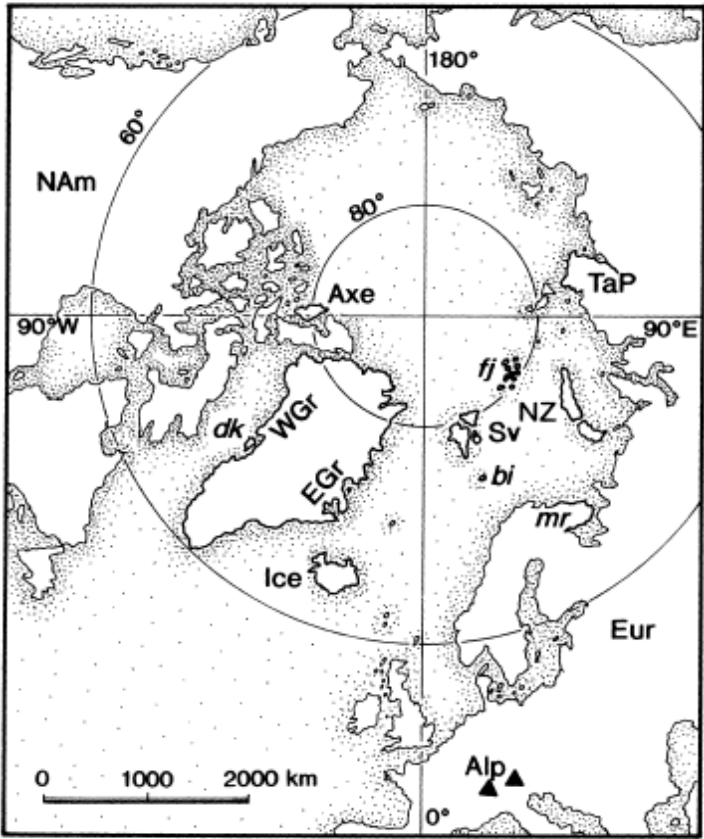 180°
60°
NAm
80°
TaP
Axe
90°W
90°E
fj
NZ
dk
WGr
Sv
bi
EGr
mr
Ice
Eur
Alp
0 1000 2000 km
0°